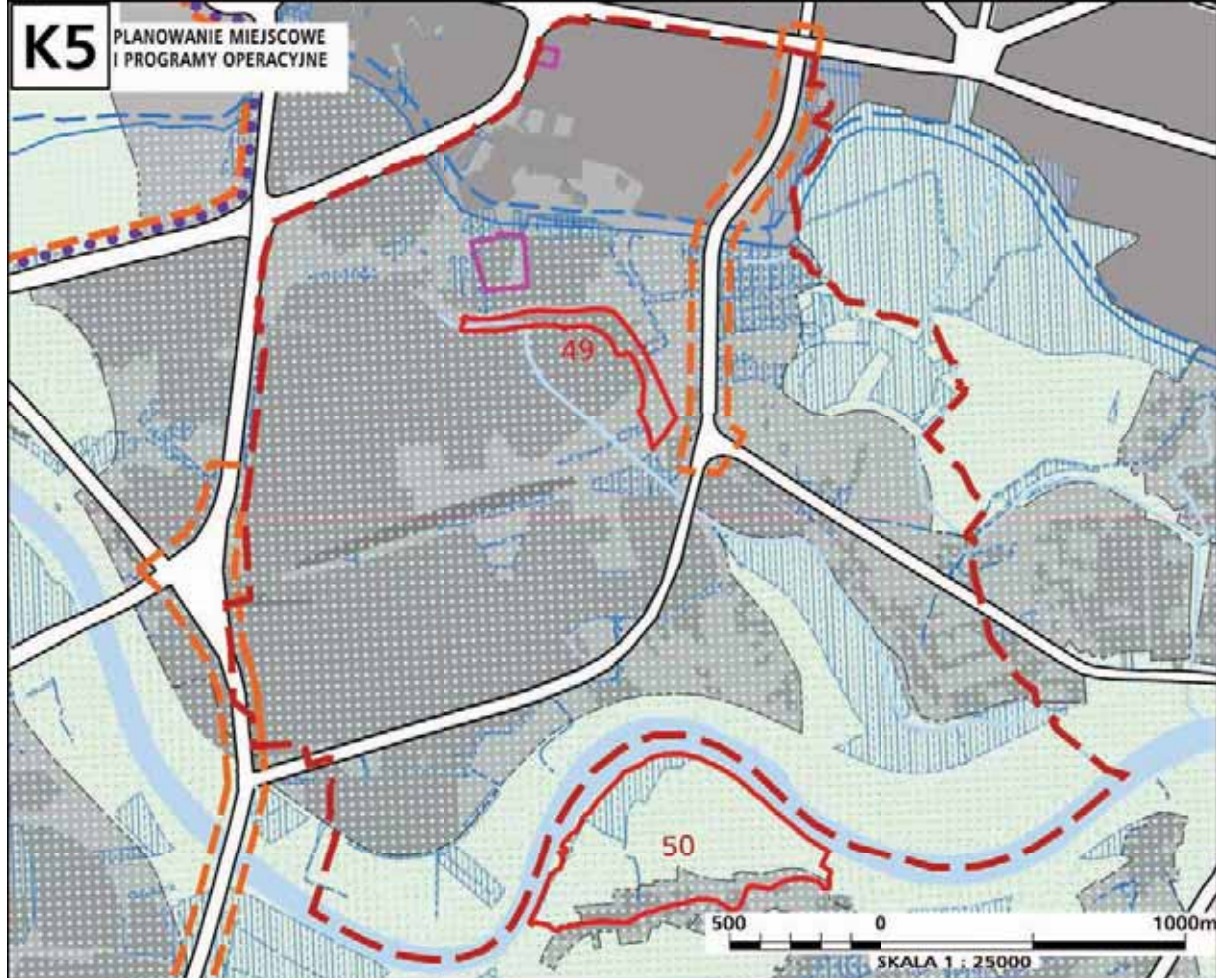 K5
PLANOWANIE MIEJSCOWE
I PROGRAMY OPERACYJNE
49
50
500 0 1000m
SKALA 1 : 25000